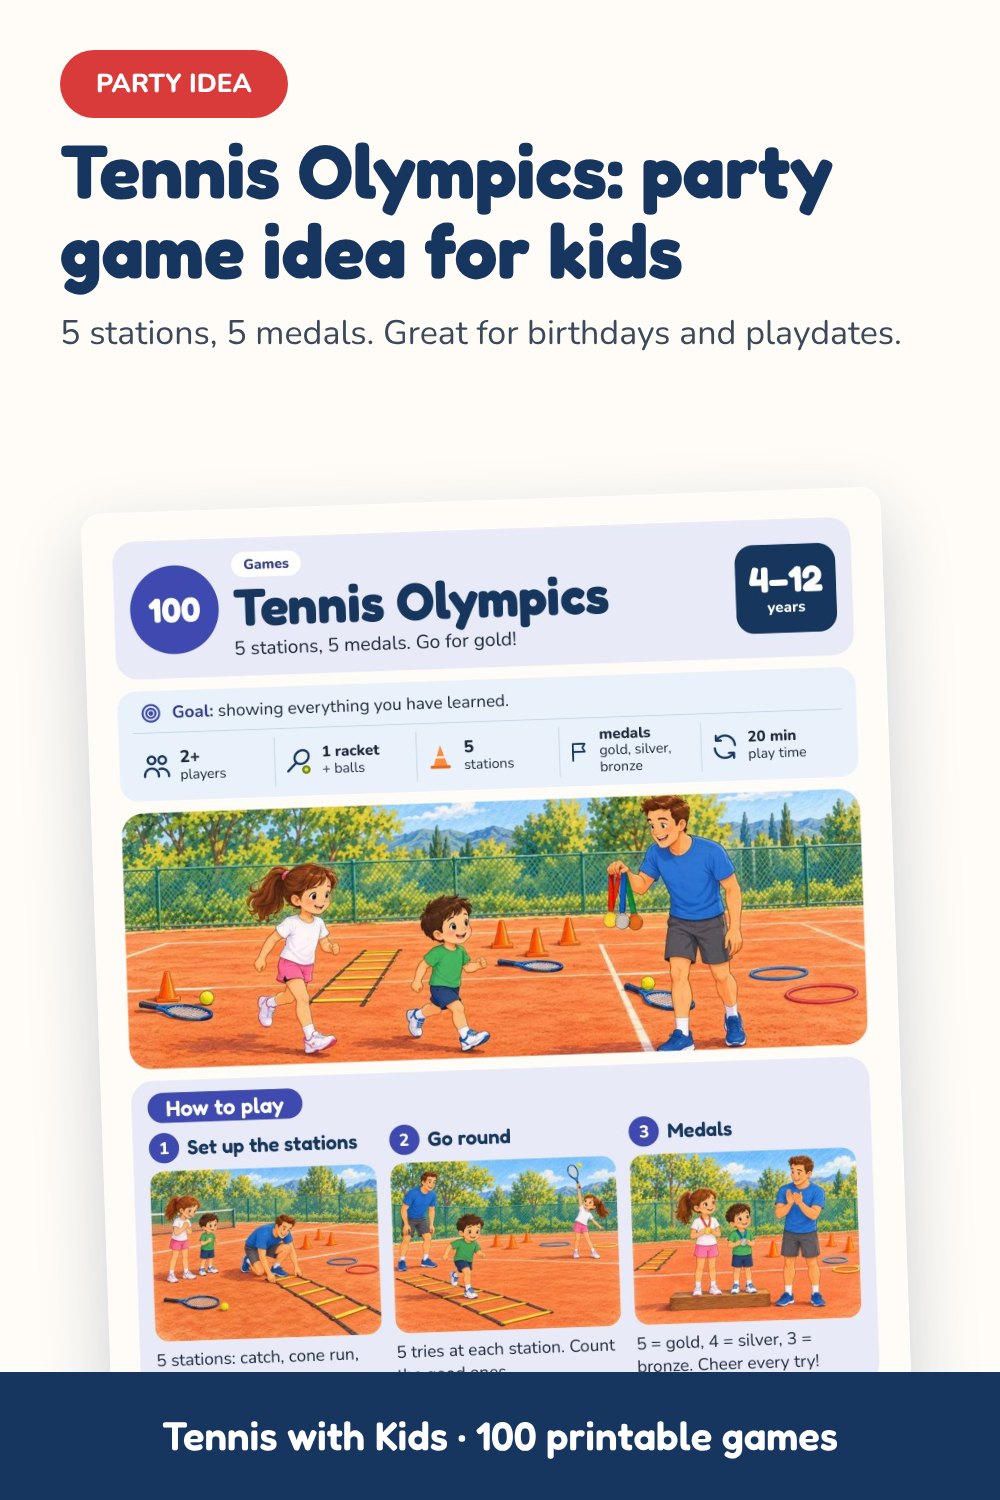 PARTY IDEA
Tennis Olympics: party
game idea for kids
5 stations, 5 medals. Great for birthdays and playdates.
100
Games
Tennis Olympics
5 stations, 5 medals. Go for gold!
4–12
years
Goal: showing everything you have learned.
2+
players
1 racket
+ balls
5
stations
medals
gold, silver,
bronze
20 min
play time
How to play
1 Set up the stations
5 stations: catch, cone run,
2 Go round
5 tries at each station. Count
the good ones
3 Medals
5 = gold, 4 = silver, 3 =
bronze. Cheer every try!
Tennis with Kids · 100 printable games